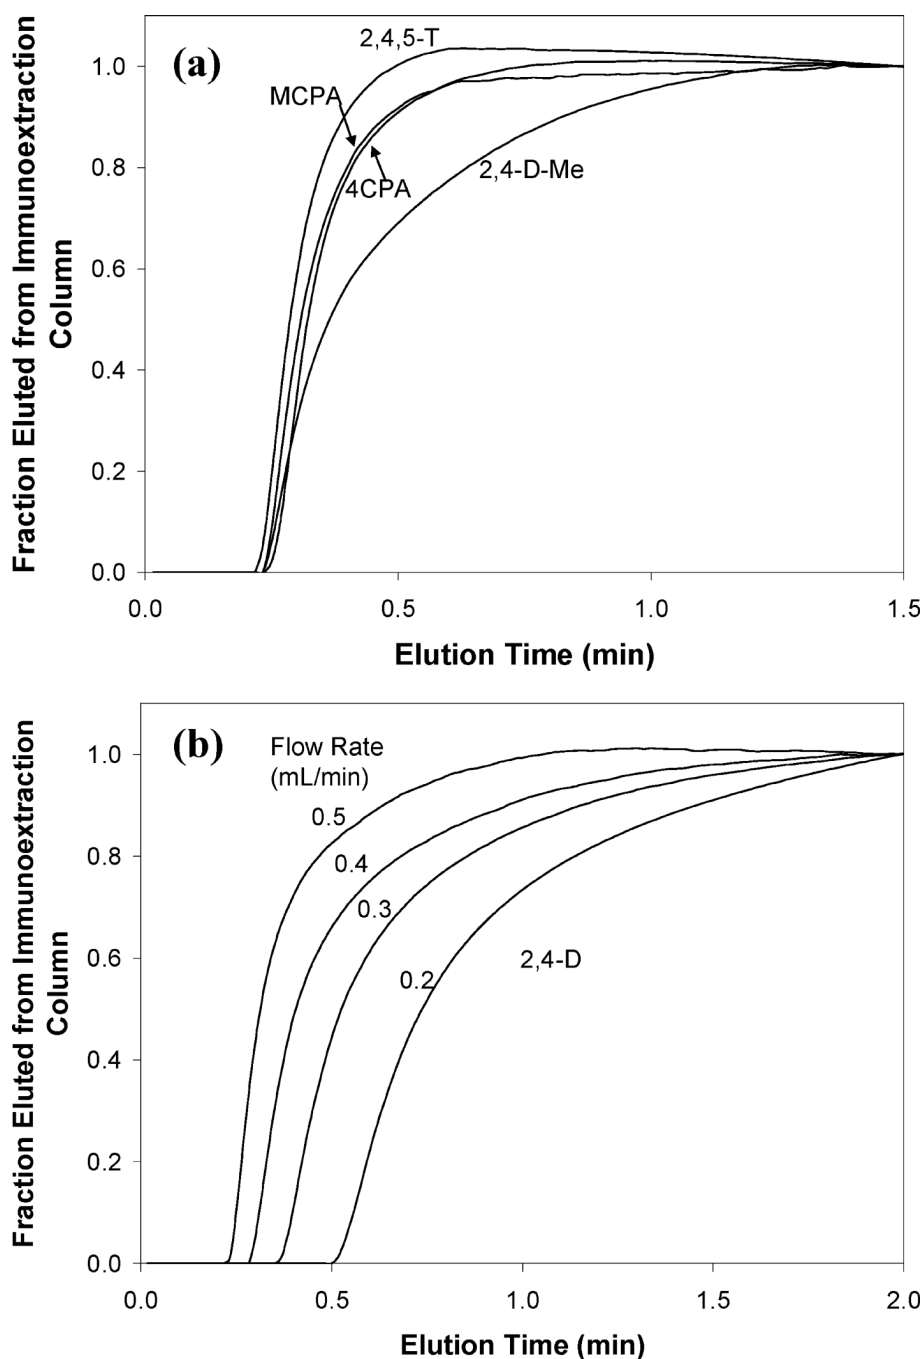 (a)
2,4,5-T
MCPA
4CPA
2,4-D-Me
Fraction Eluted from Immunoextraction
Column
1.0
0.8
0.6
0.4
0.2
0.0
0.0 0.5 1.0 1.5
Elution Time (min)
(b)
Flow Rate
(mL/min)
0.5
0.4
0.3
0.2
2,4-D
Fraction Eluted from Immunoextraction
Column
1.0
0.8
0.6
0.4
0.2
0.0
0.0 0.5 1.0 1.5 2.0
Elution Time (min)